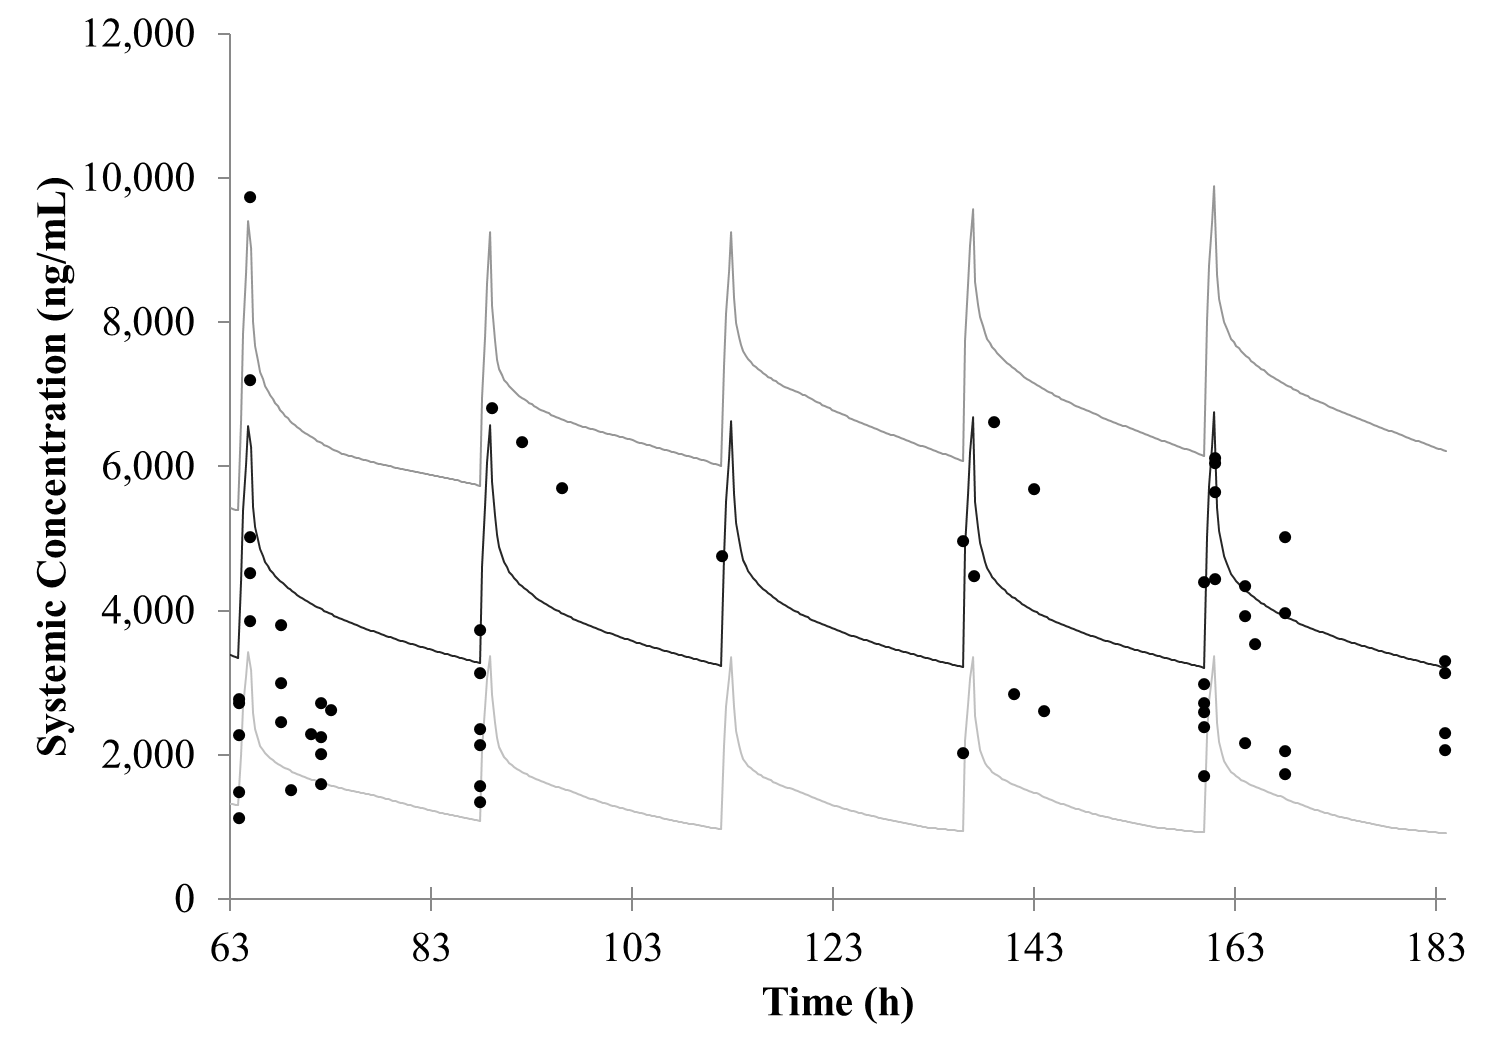 12,000
10,000
8,000
6,000
4,000
2,000
0
Systemic Concentration (ng/mL)
63 83 103 123 143 163 183
Time (h)